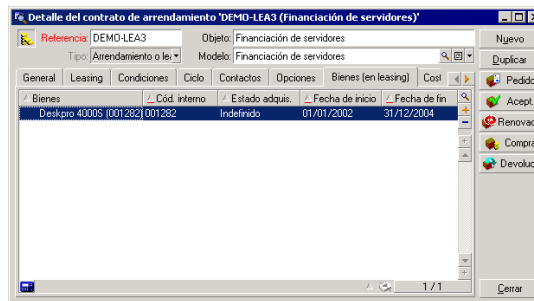 Detalle del contrato de arrendamiento 'DEMO-LEA3 (Financiación de servidores)'
Referencia: DEMO-LEA3 Objeto: Financiación de servidores
Tipo: Arrendamiento o lea Modelo: Financiación de servidores
General Leasing Condiciones Ciclo Contactos Opciones Bienes (en leasing) Cost
Bienes Cód. interno Estado adquis. Fecha de inicio Fecha de fin
Deskpro 4000S (001282) 001282 Indefinido 01/01/2002 31/12/2004
1 / 1
Nuevo
Duplicar
Pedido
Acept.
Renovac
Compra
Devoluc
Cerrar